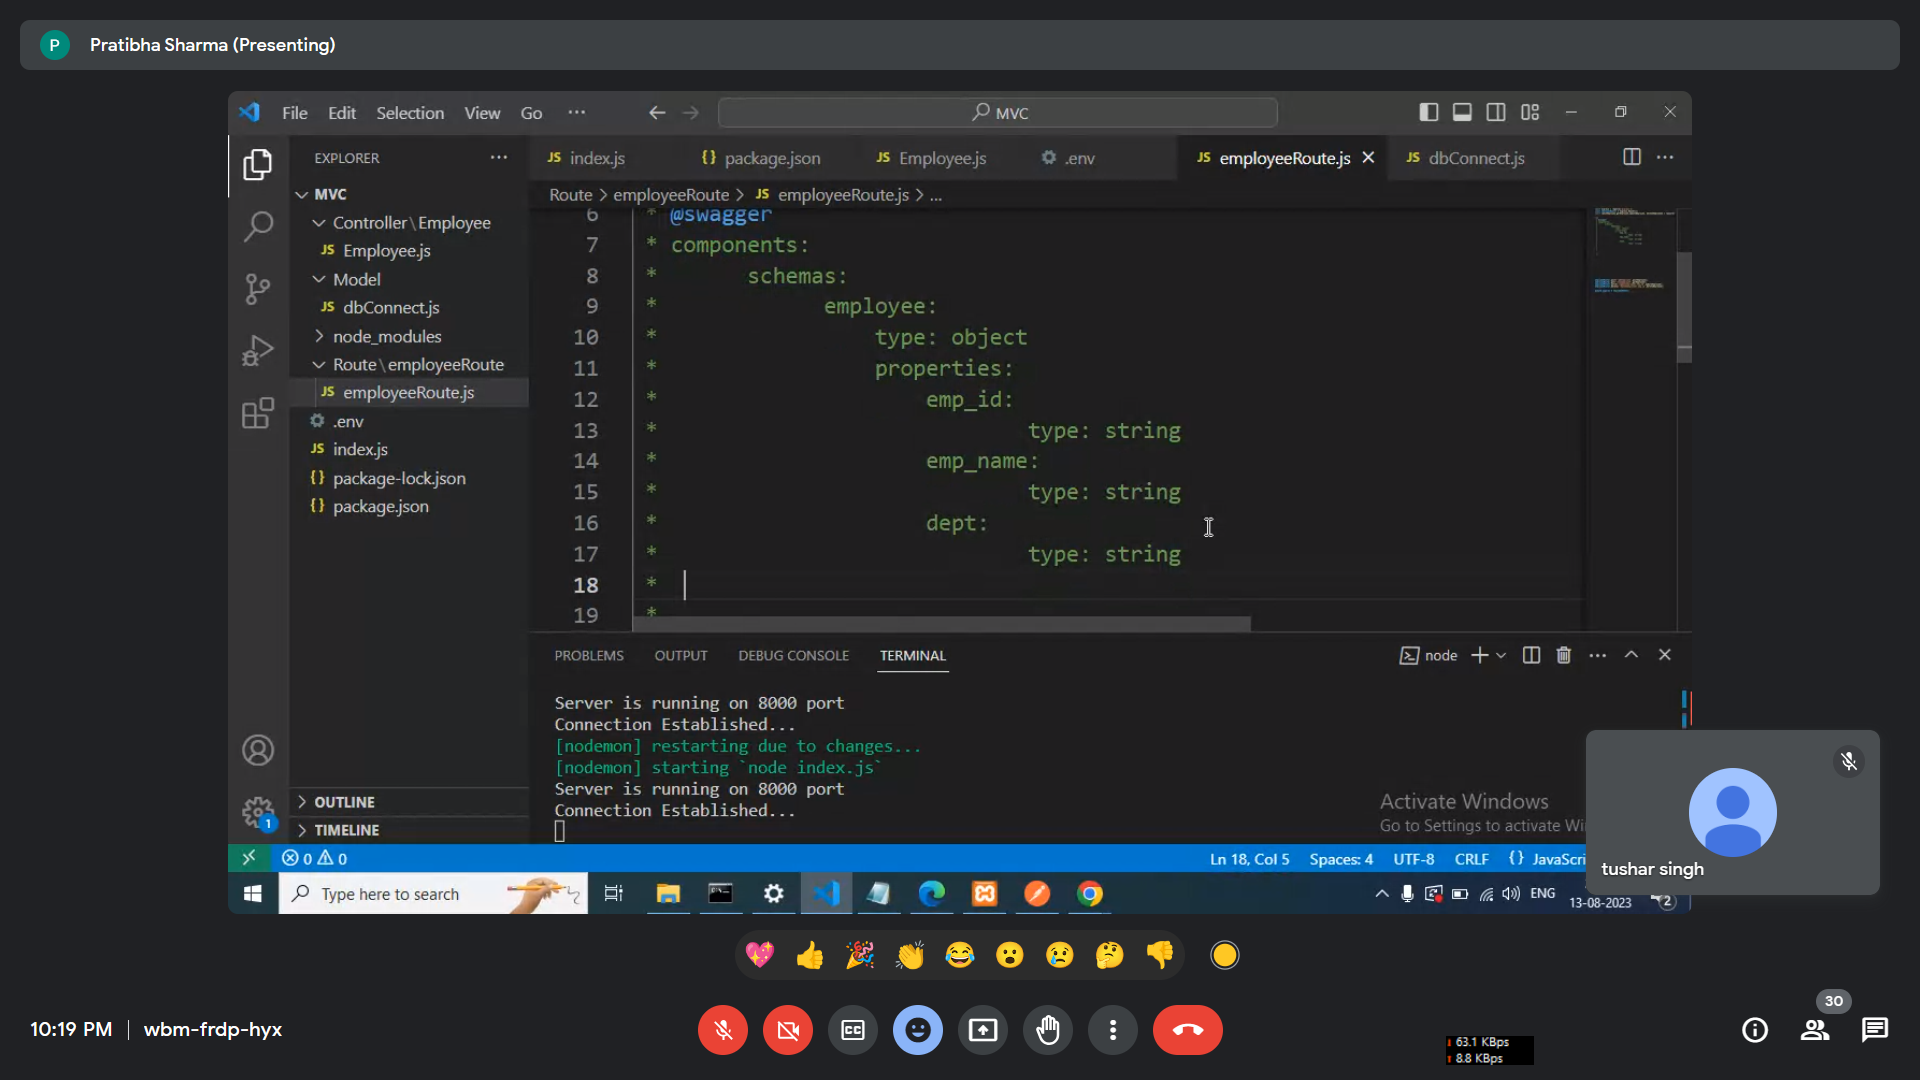 P Pratibha Sharma (Presenting)
File Edit Selection View Go ... MVC
EXPLORER ...
index.js package.json Employee.js .env employeeRoute.js dbConnect.js ...
MVC
Route > employeeRoute > JS employeeRoute.js > ...
Controller\Employee
JS Employee.js
Model
JS dbConnect.js
node_modules
Route\employeeRoute
JS employeeRoute.js
.env
JS index.js
{} package-lock.json
{} package.json
OUTLINE
TIMELINE
6 * @swagger
7 * components:
8 * schemas:
9 * employee:
10 * type: object
11 * properties:
12 * emp_id:
13 * type: string
14 * emp_name:
15 * type: string
16 * dept:
17 * type: string
18 *
19 *
PROBLEMS OUTPUT DEBUG CONSOLE TERMINAL
node
Server is running on 8000 port
Connection Established...
[nodemon] restarting due to changes...
[nodemon] starting `node index.js`
Server is running on 8000 port
Connection Established...
Activate Windows
Go to Settings to activate Wi
1
0 0
Ln 18, Col 5 Spaces: 4 UTF-8 CRLF {} JavaScri
tushar singh
Type here to search
ENG
13-08-2023
2
10:19 PM | wbm-frdp-hyx
CC
63.1 KBps
8.8 KBps
30